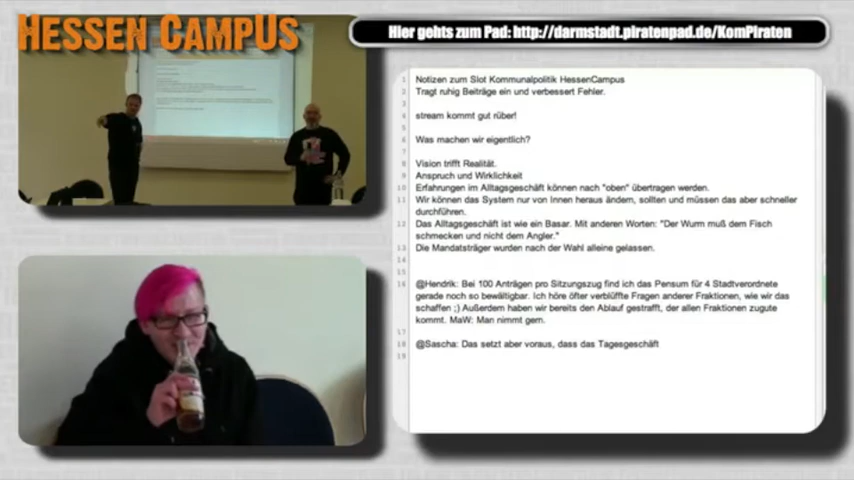 HESSEN CAMPUS
Hier gehts zum Pad: http://darmstadt.piratenpad.de/KomPiraten
1 Notizen zum Slot Kommunalpolitik HessenCampus
2 Tragt ruhig Beiträge ein und verbessert Fehler.
3
4 stream kommt gut rüber!
5
6 Was machen wir eigentlich?
7
8 Vision trifft Realität.
9 Anspruch und Wirklichkeit
10 Erfahrungen im Alltagsgeschäft können nach "oben" übertragen werden.
11 Wir können das System nur von Innen heraus ändern, sollten und müssen das aber schneller
durchführen.
12 Das Alltagsgeschäft ist wie ein Basar. Mit anderen Worten: "Der Wurm muß dem Fisch
schmecken und nicht dem Angler."
13 Die Mandatsträger wurden nach der Wahl alleine gelassen.
14
15
16 @Hendrik: Bei 100 Anträgen pro Sitzungszug find ich das Pensum für 4 Stadtverordnete
gerade noch so bewältigbar. Ich höre öfter verblüffte Fragen anderer Fraktionen, wie wir das
schaffen ;) Außerdem haben wir bereits den Ablauf gestrafft, der allen Fraktionen zugute
kommt. MaW: Man nimmt gern.
17
18 @Sascha: Das setzt aber voraus, dass das Tagesgeschäft
19